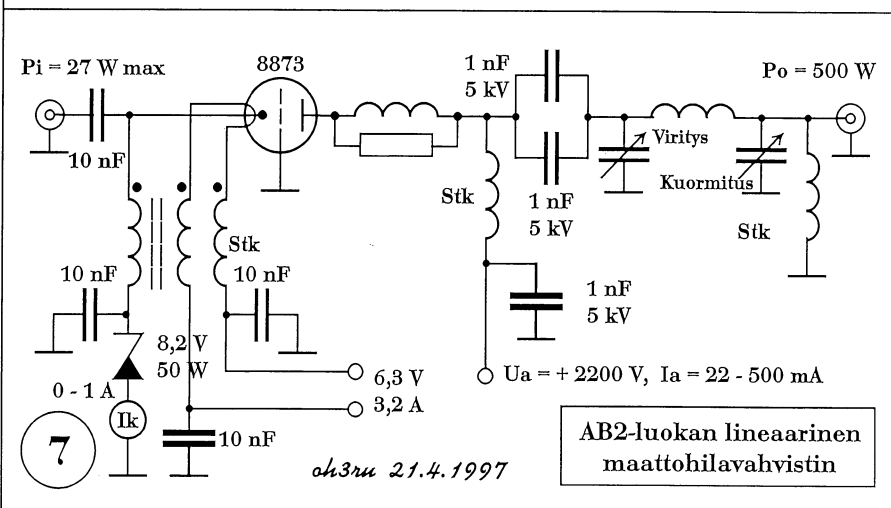 Pi = 27 W max
8873
1 nF
5 kV
Po = 500 W
10 nF
Viritys
Kuormitus
1 nF
5 kV
Stk
Stk
Stk
10 nF
10 nF
1 nF
5 kV
8,2 V
50 W
0 - 1 A
Ik
6,3 V
3,2 A
Ua = + 2200 V, Ia = 22 - 500 mA
7
10 nF
oh3ru 21.4.1997
AB2-luokan lineaarinen
maattohilavahvistin